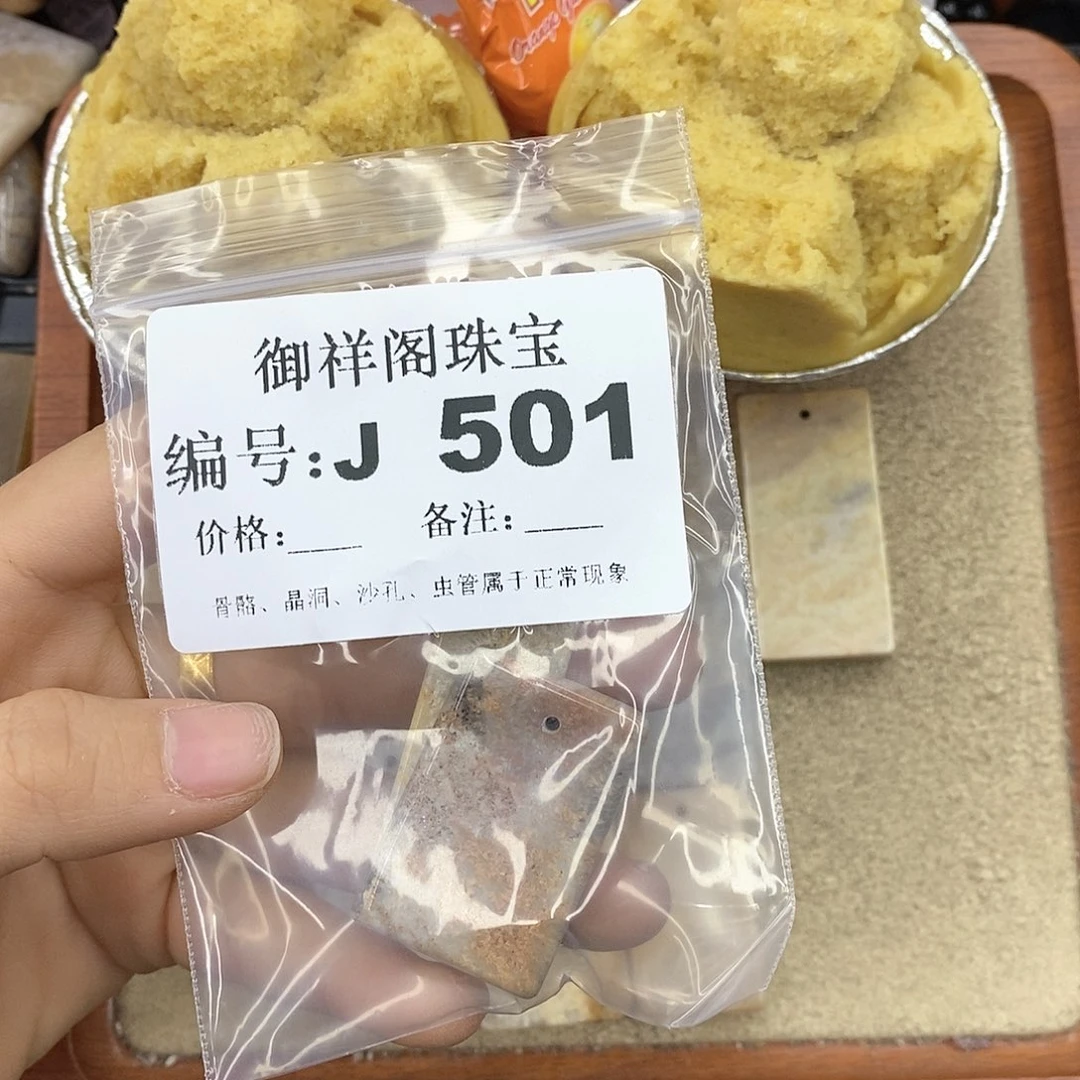 Orange
御祥阁珠宝
编号:J 501
价格:____ 备注:____
骨骼、晶洞、沙孔、虫管属于正常现象